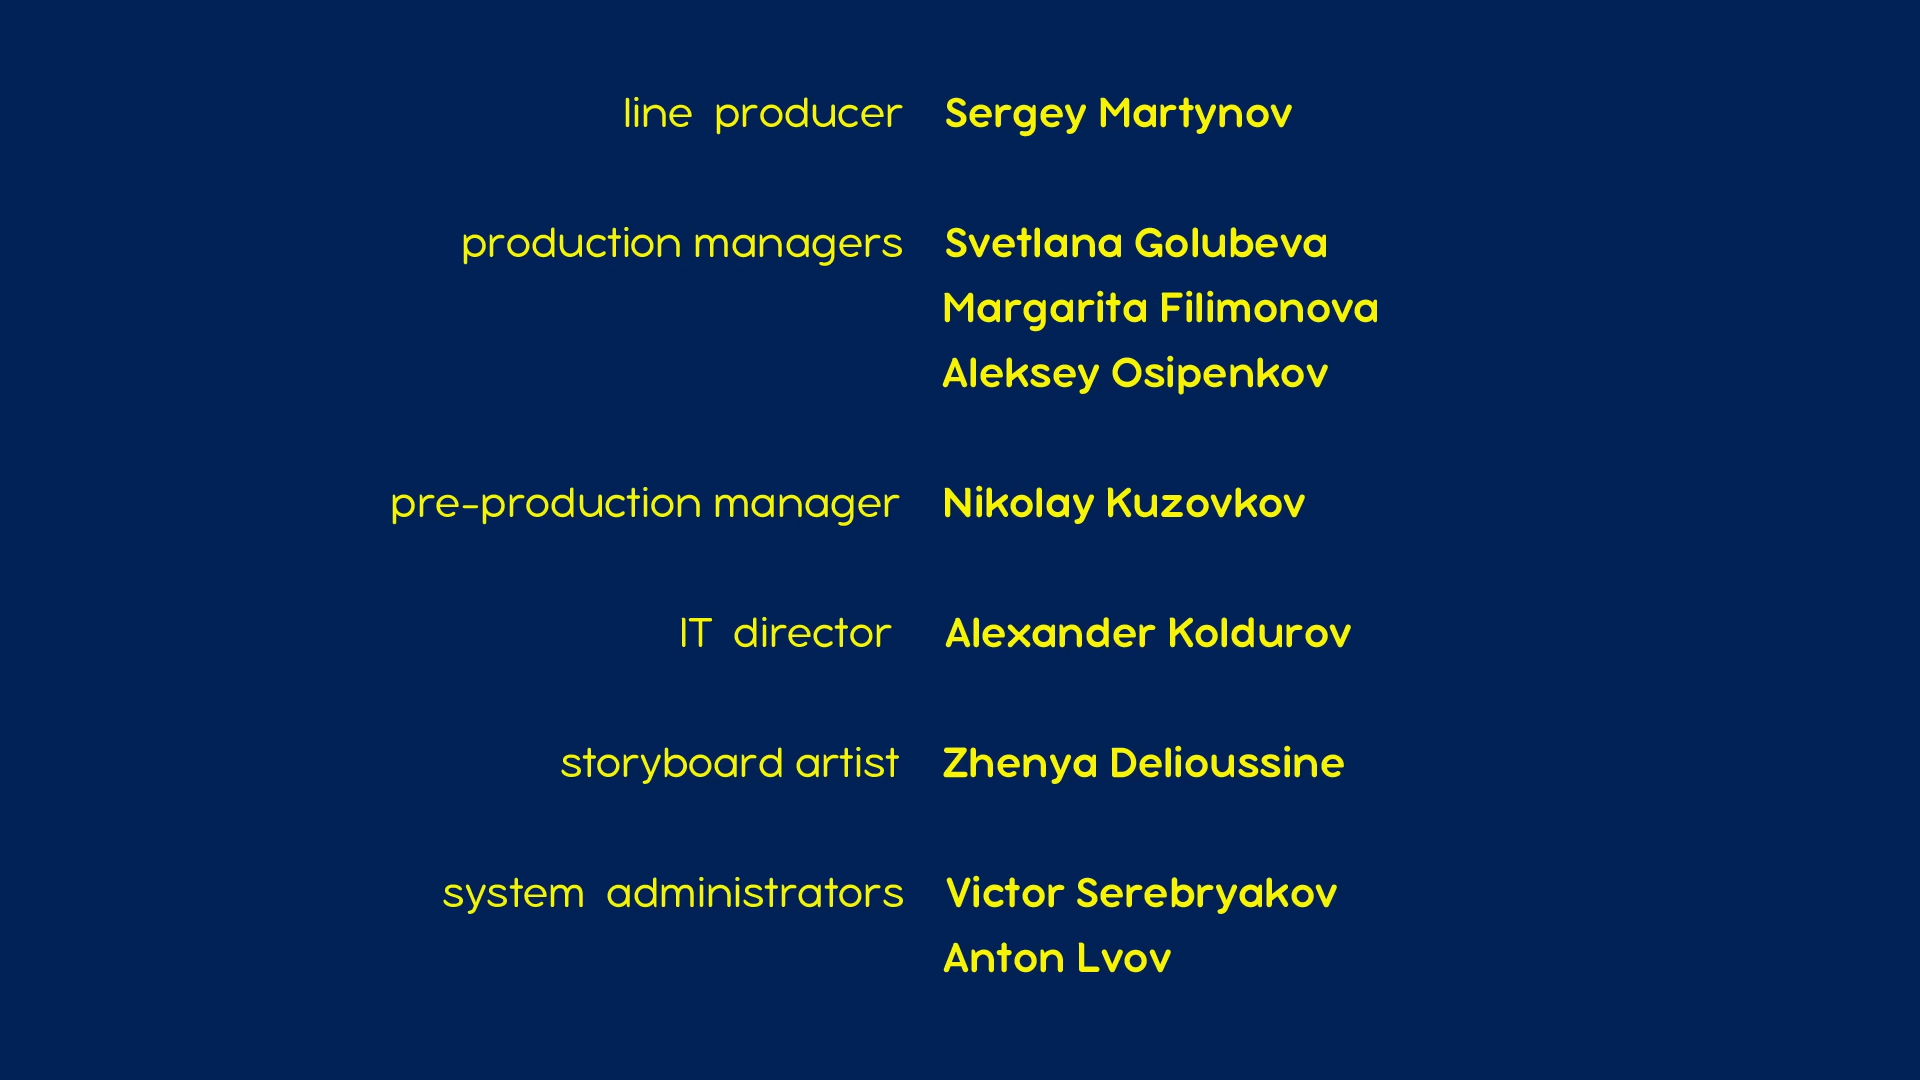 line producer Sergey Martynov
production managers Svetlana Golubeva
Margarita Filimonova
Aleksey Osipenkov
pre-production manager Nikolay Kuzovkov
IT director Alexander Koldurov
storyboard artist Zhenya Delioussine
system administrators Victor Serebryakov
Anton Lvov